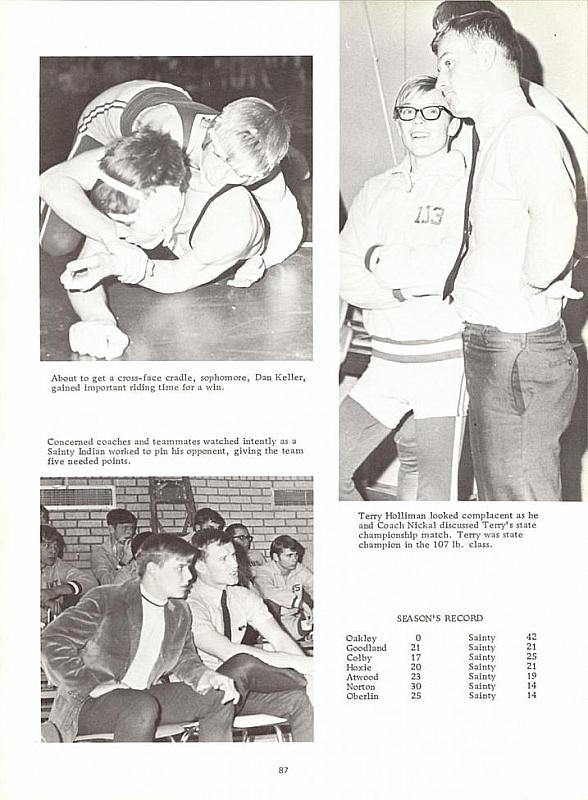 113
About to get a cross-face cradle, sophomore, Dan Keller,
gained important riding time for a win.
Concerned coaches and teammates watched intently as a
Sainty Indian worked to pin his opponent, giving the team
five needed points.
Terry Holliman looked complacent as he
and Coach Nickal discussed Terry's state
championship match. Terry was state
champion in the 107 lb. class.
SEASON'S RECORD
Oakley 0 Sainty 42
Goodland 21 Sainty 21
Colby 17 Sainty 25
Hoxie 20 Sainty 21
Atwood 23 Sainty 19
Norton 30 Sainty 14
Oberlin 25 Sainty 14
87